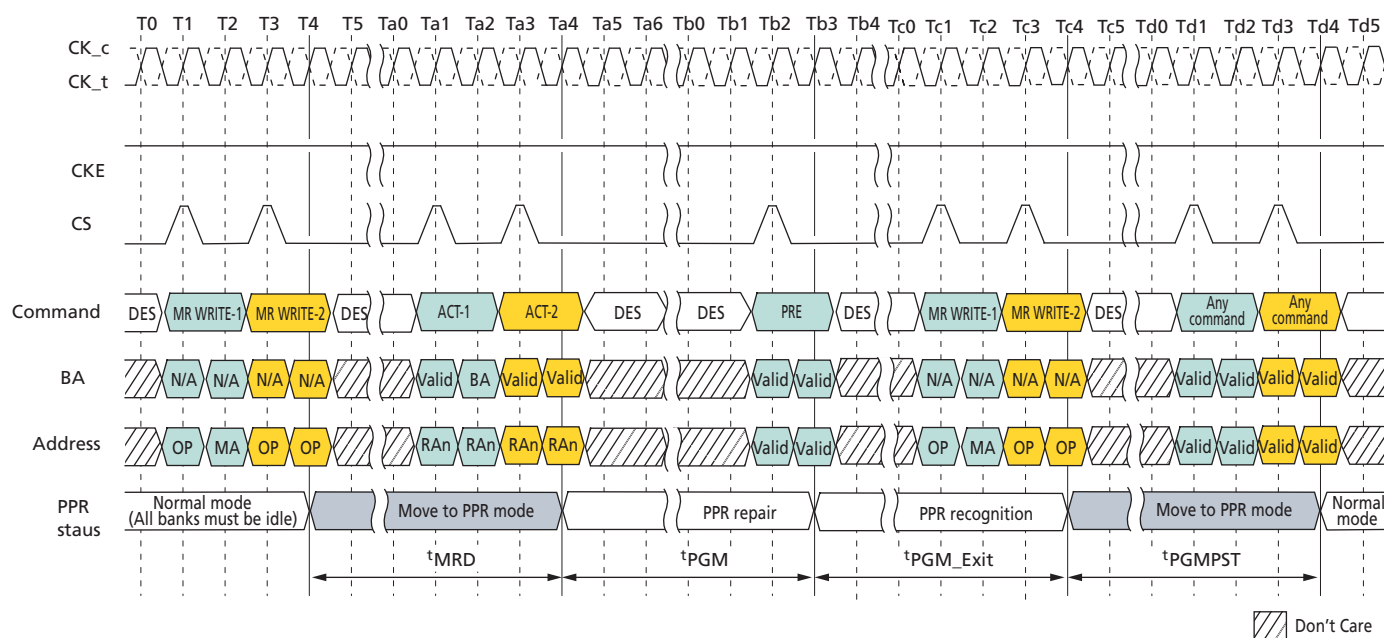 T0 T1 T2 T3 T4 T5 Ta0 Ta1 Ta2 Ta3 Ta4 Ta5 Ta6 Tb0 Tb1 Tb2 Tb3 Tb4 Tc0 Tc1 Tc2 Tc3 Tc4 Tc5 Td0 Td1 Td2 Td3 Td4 Td5
CK_c
CK_t
CKE
CS
Command DES MR WRITE-1 MR WRITE-2 DES ACT-1 ACT-2 DES DES PRE DES MR WRITE-1 MR WRITE-2 DES Any command Any command
BA N/A N/A N/A N/A Valid BA Valid Valid Valid Valid N/A N/A N/A N/A Valid Valid Valid Valid
Address OP MA OP OP RAn RAn RAn RAn Valid Valid OP MA OP OP Valid Valid Valid Valid
PPR staus Normal mode (All banks must be idle) Move to PPR mode PPR repair PPR recognition Move to PPR mode Normal mode
tMRD tPGM tPGM_Exit tPGMPST
Don't Care